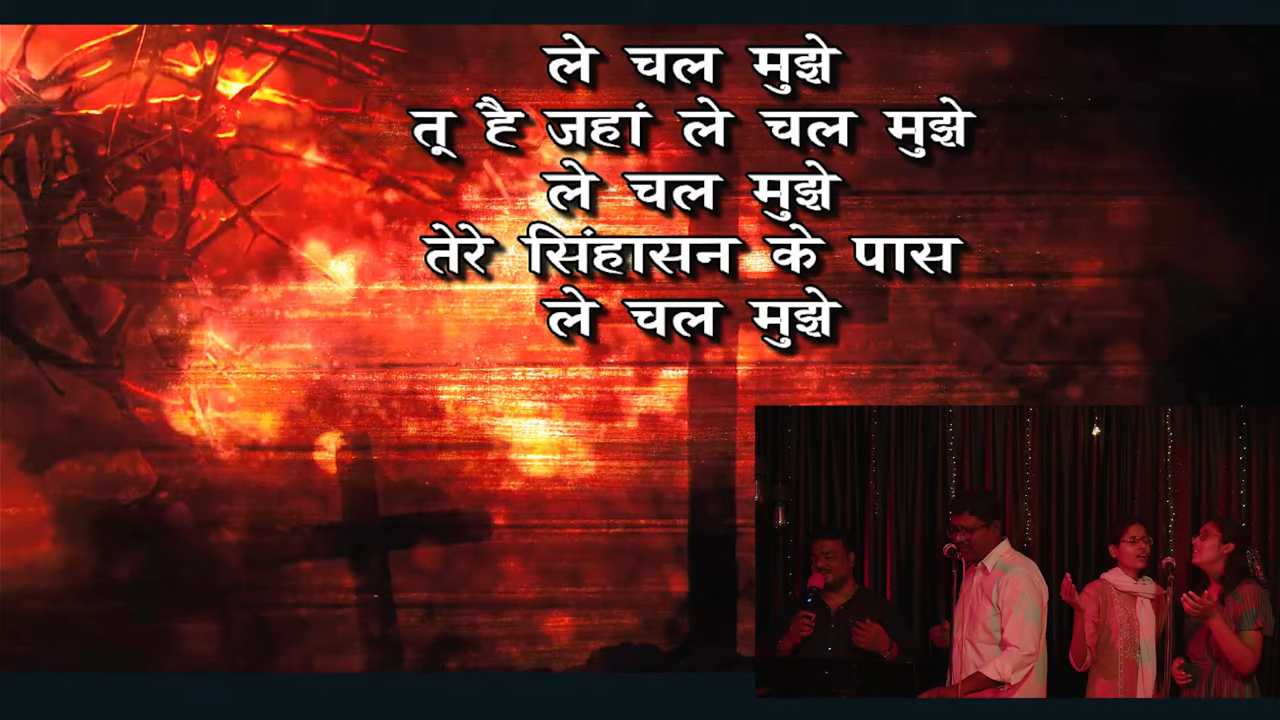 ले चल मुझे
तू है जहां ले चल मुझे
ले चल मुझे
तेरे सिंहासन के पास
ले चल मुझे